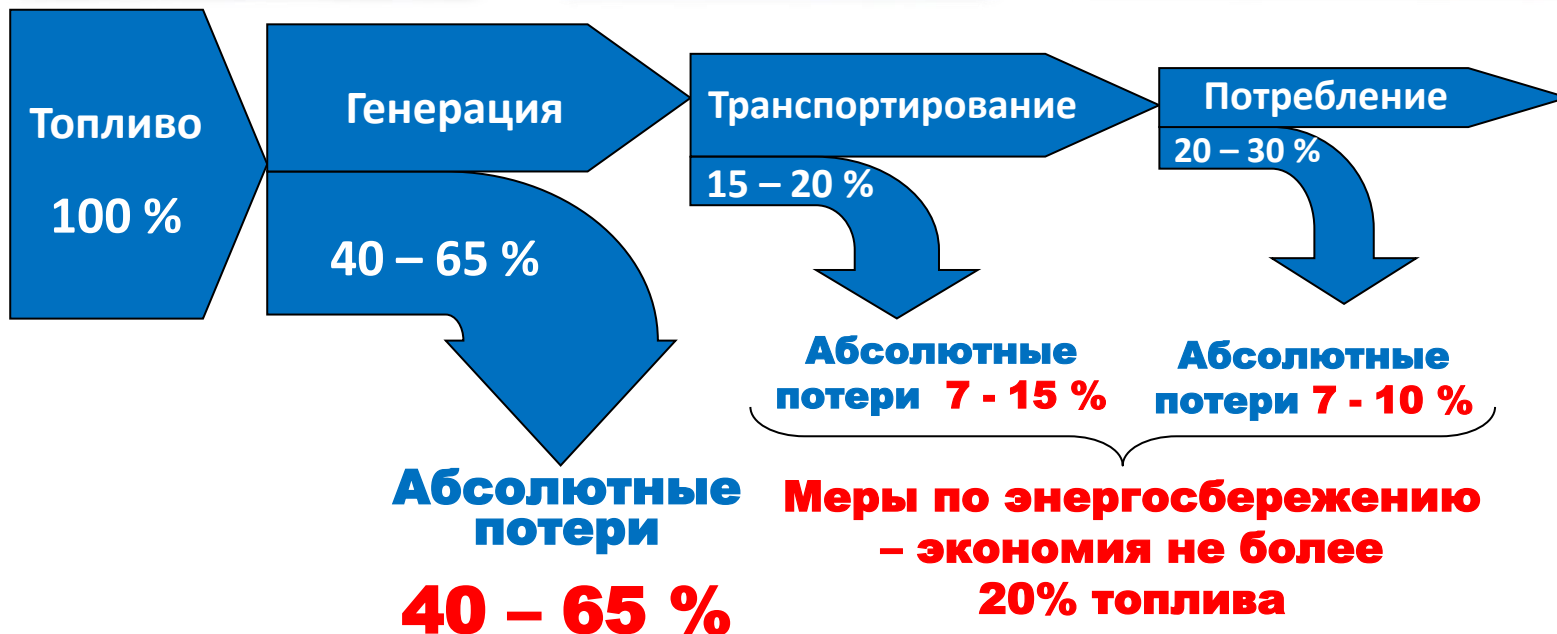 Топливо
100 %
Генерация
40 – 65 %
Транспортирование
15 – 20 %
Потребление
20 – 30 %
Абсолютные
потери
40 – 65 %
Абсолютные
потери 7 - 15 %
Абсолютные
потери 7 - 10 %
Меры по энергосбережению
– экономия не более
20% топлива